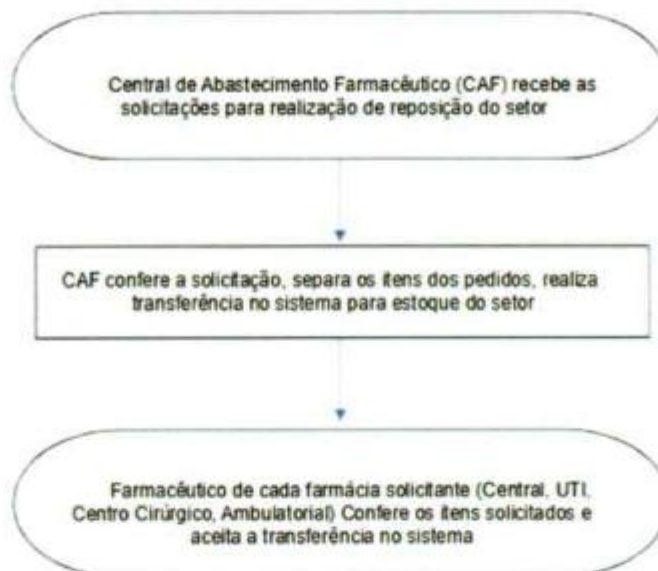 Central de Abastecimento Farmacêutico (CAF) recebe as
solicitações para realização de reposição do setor
CAF confere a solicitação, separa os itens dos pedidos, realiza
transferência no sistema para estoque do setor
Farmacêutico de cada farmácia solicitante (Central, UTI,
Centro Cirúrgico, Ambulatorial) Confere os itens solicitados e
aceita a transferência no sistema